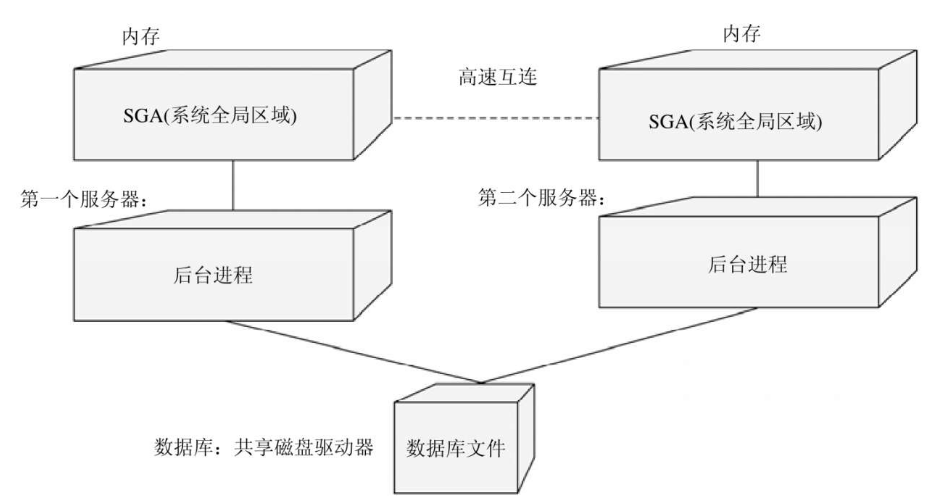 内存
内存
高速互连
SGA(系统全局区域)
SGA(系统全局区域)
第一个服务器：
第二个服务器：
后台进程
后台进程
数据库：共享磁盘驱动器
数据库文件